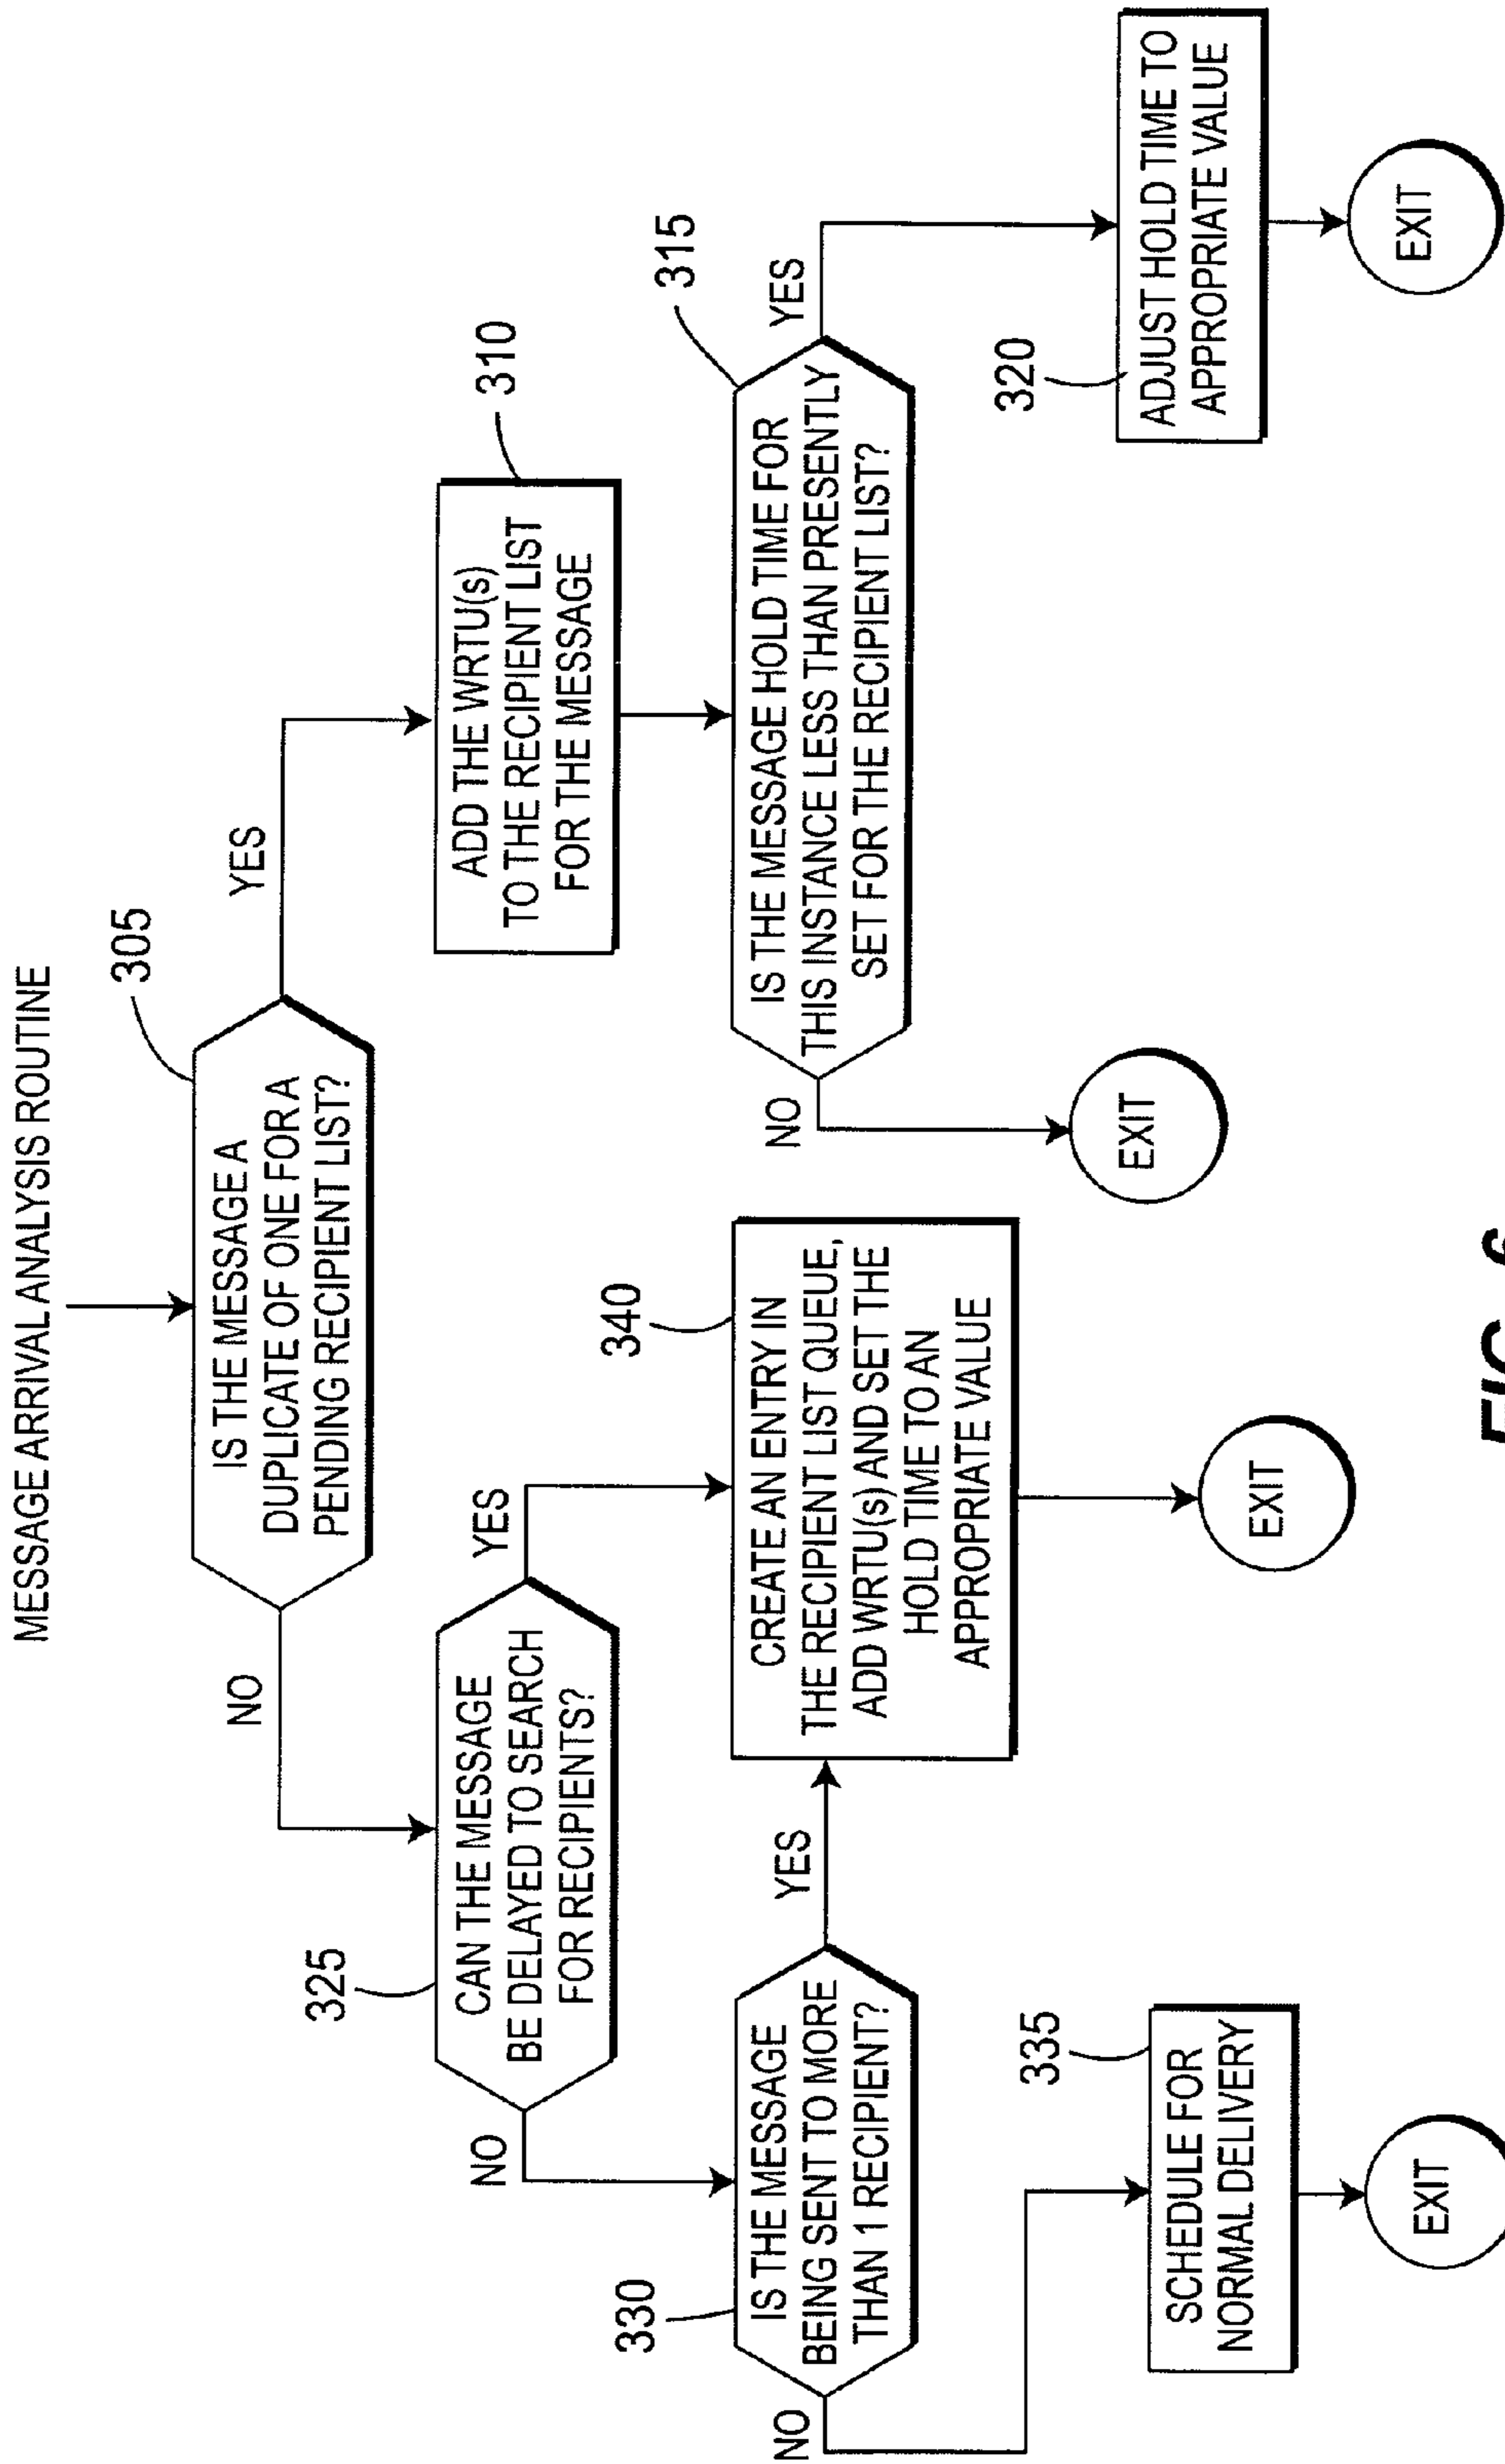 MESSAGE ARRIVAL ANALYSIS ROUTINE
305
IS THE MESSAGE A
DUPLICATE OF ONE FOR A
PENDING RECIPIENT LIST?
NO
YES
325
CAN THE MESSAGE
BE DELAYED TO SEARCH
FOR RECIPIENTS?
NO
YES
310
ADD THE WRTU(s)
TO THE RECIPIENT LIST
FOR THE MESSAGE
330
IS THE MESSAGE
BEING SENT TO MORE
THAN 1 RECIPIENT?
NO
YES
340
CREATE AN ENTRY IN
THE RECIPIENT LIST QUEUE,
ADD WRTU(s) AND SET THE
HOLD TIME TO AN
APPROPRIATE VALUE
315
IS THE MESSAGE HOLD TIME FOR
THIS INSTANCE LESS THAN PRESENTLY
SET FOR THE RECIPIENT LIST?
NO
YES
335
SCHEDULE FOR
NORMAL DELIVERY
EXIT
EXIT
EXIT
320
ADJUST HOLD TIME TO
APPROPRIATE VALUE
EXIT
FIG. 6